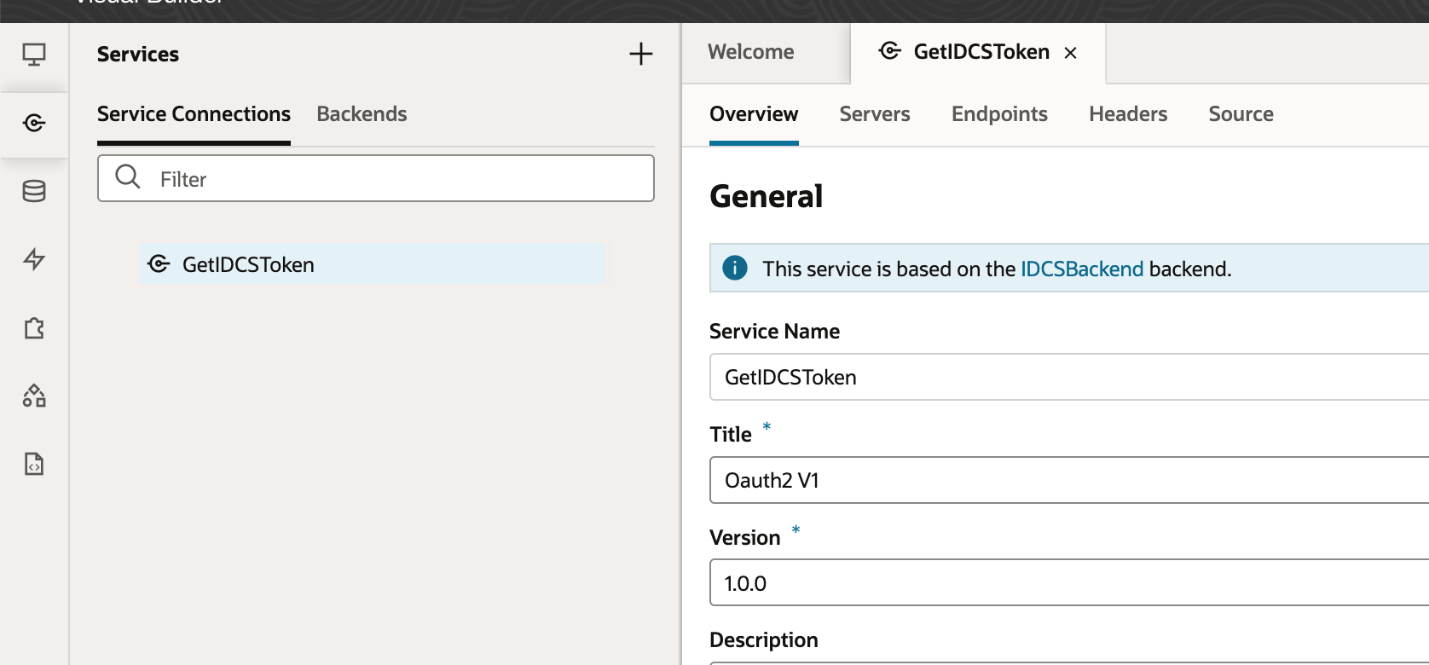 Visual Builder
Services
Service Connections Backends
Filter
GetIDCSToken
Welcome GetIDCSToken
Overview Servers Endpoints Headers Source
General
This service is based on the IDCSBackend backend.
Service Name
GetIDCSToken
Title *
Oauth2 V1
Version *
1.0.0
Description